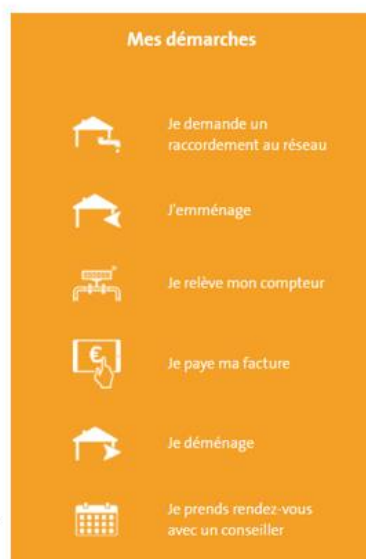 Mes démarches
Je demande un
raccordement au réseau
J'emménage
Je relève mon compteur
€
Je paye ma facture
Je déménage
Je prends rendez-vous
avec un conseiller